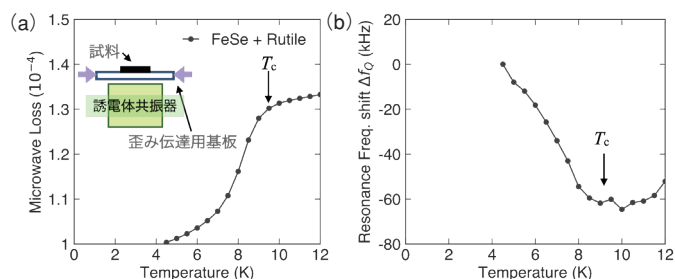 (a)
1.5
1.4
1.3
1.2
1.1
1
Microwave Loss (10⁻⁴)
試料
誘電体共振器
歪み伝達用基板
FeSe + Rutile
Tc
0 2 4 6 8 10 12
Temperature (K)
(b)
20
0
-20
-40
-60
-80
Resonance Freq. shift ΔfQ (kHz)
Tc
0 2 4 6 8 10 12
Temperature (K)